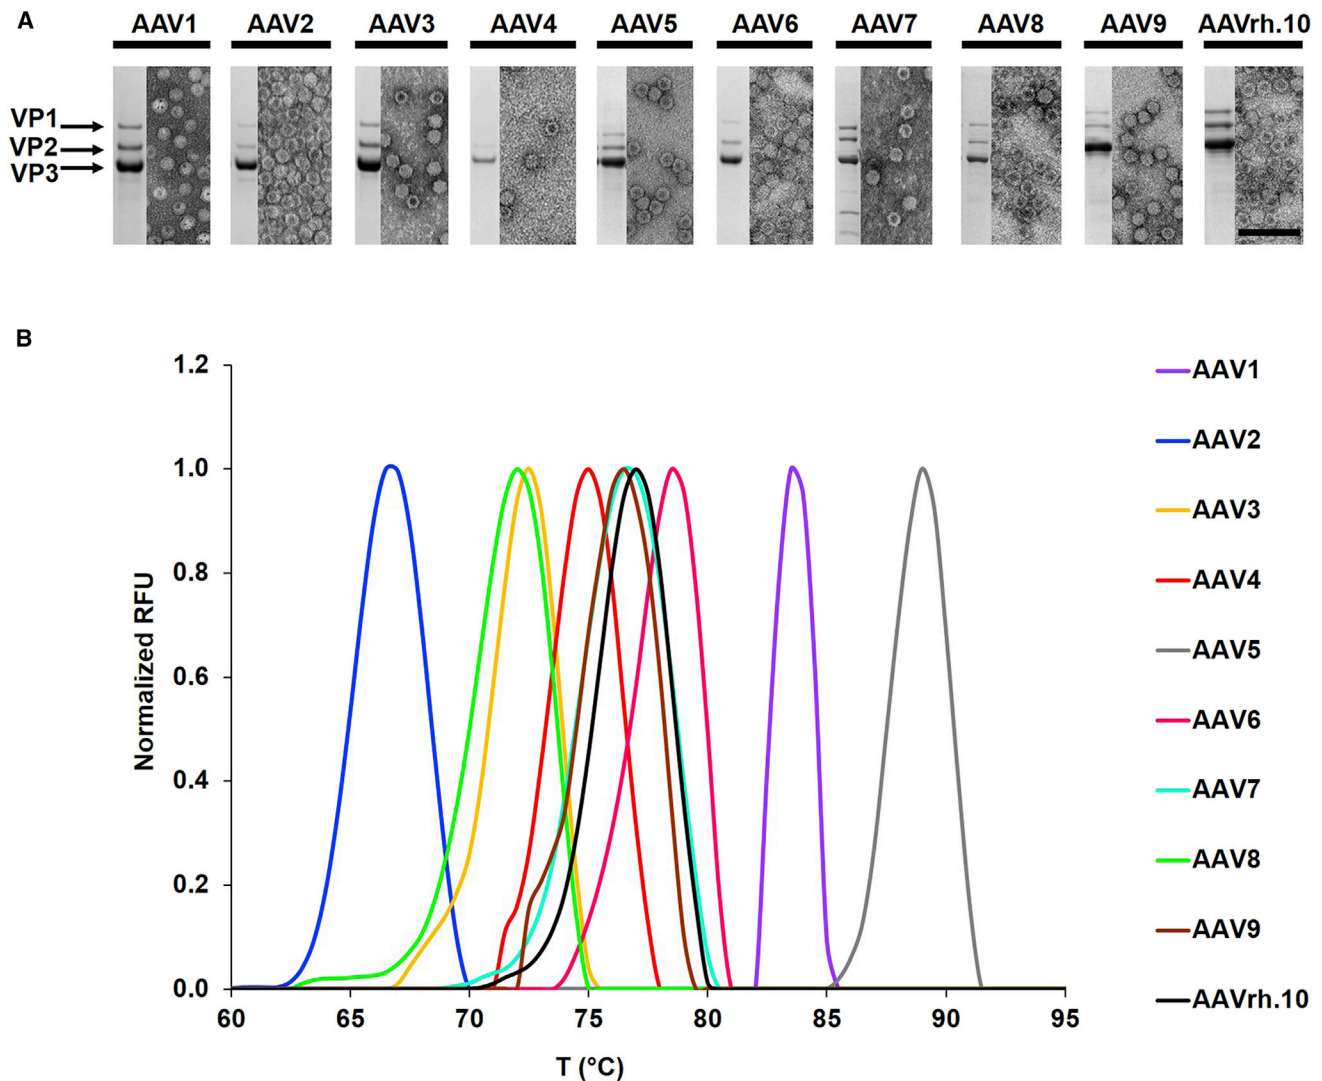 A
AAV1 AAV2 AAV3 AAV4 AAV5 AAV6 AAV7 AAV8 AAV9 AAVrh.10
VP1
VP2
VP3
B
1.2
1.0
0.8
0.6
0.4
0.2
0.0
Normalized RFU
60 65 70 75 80 85 90 95
T (°C)
AAV1
AAV2
AAV3
AAV4
AAV5
AAV6
AAV7
AAV8
AAV9
AAVrh.10